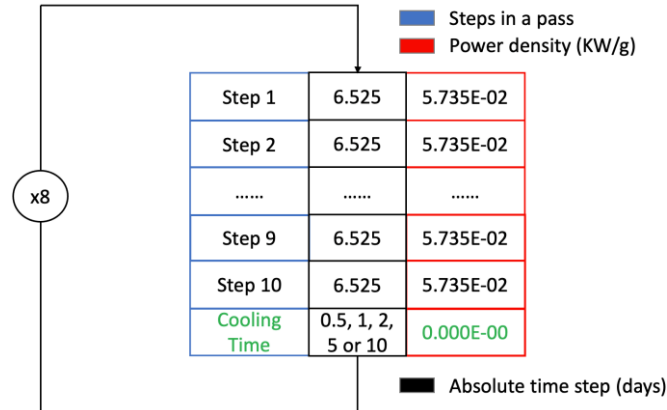 Steps in a pass
Power density (KW/g)
Step 1 6.525 5.735E-02
Step 2 6.525 5.735E-02
...... ...... ......
x8
Step 9 6.525 5.735E-02
Step 10 6.525 5.735E-02
Cooling Time 0.5, 1, 2, 5 or 10 0.000E-00
Absolute time step (days)